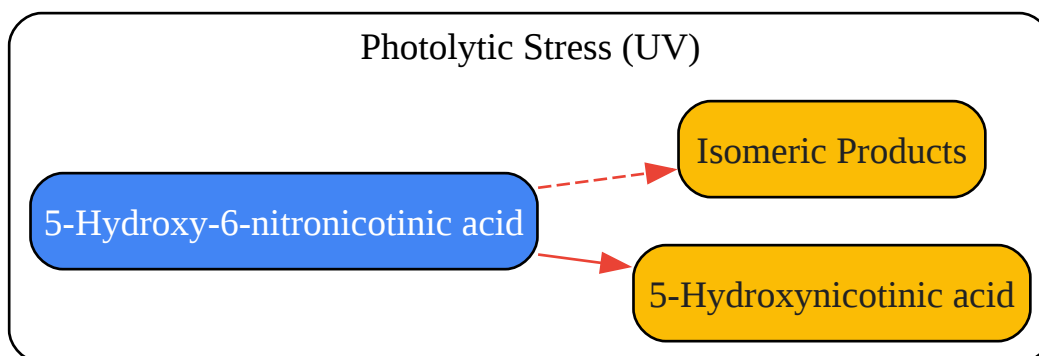 Photolytic Stress (UV)
Isomeric Products
5-Hydroxy-6-nitronicotinic acid
5-Hydroxynicotinic acid